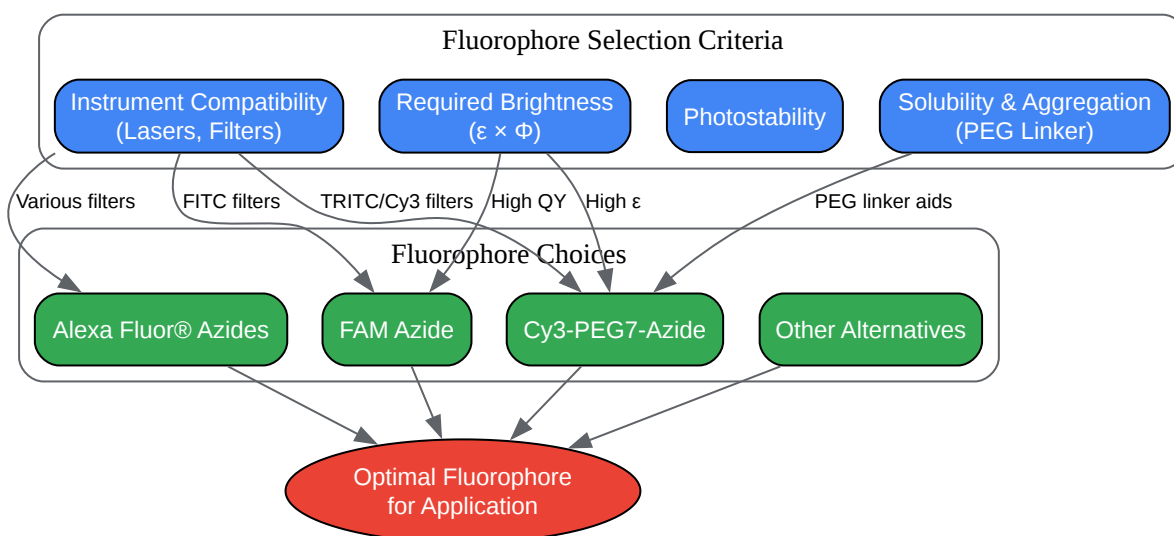 Fluorophore Selection Criteria
Instrument Compatibility
(Lasers, Filters)
Required Brightness
(ε × Φ)
Photostability
Solubility & Aggregation
(PEG Linker)
Various filters
FITC filters
TRITC/Cy3 filters
High QY
High ε
PEG linker aids
Fluorophore Choices
Alexa Fluor® Azides
FAM Azide
Cy3-PEG7-Azide
Other Alternatives
Optimal Fluorophore
for Application